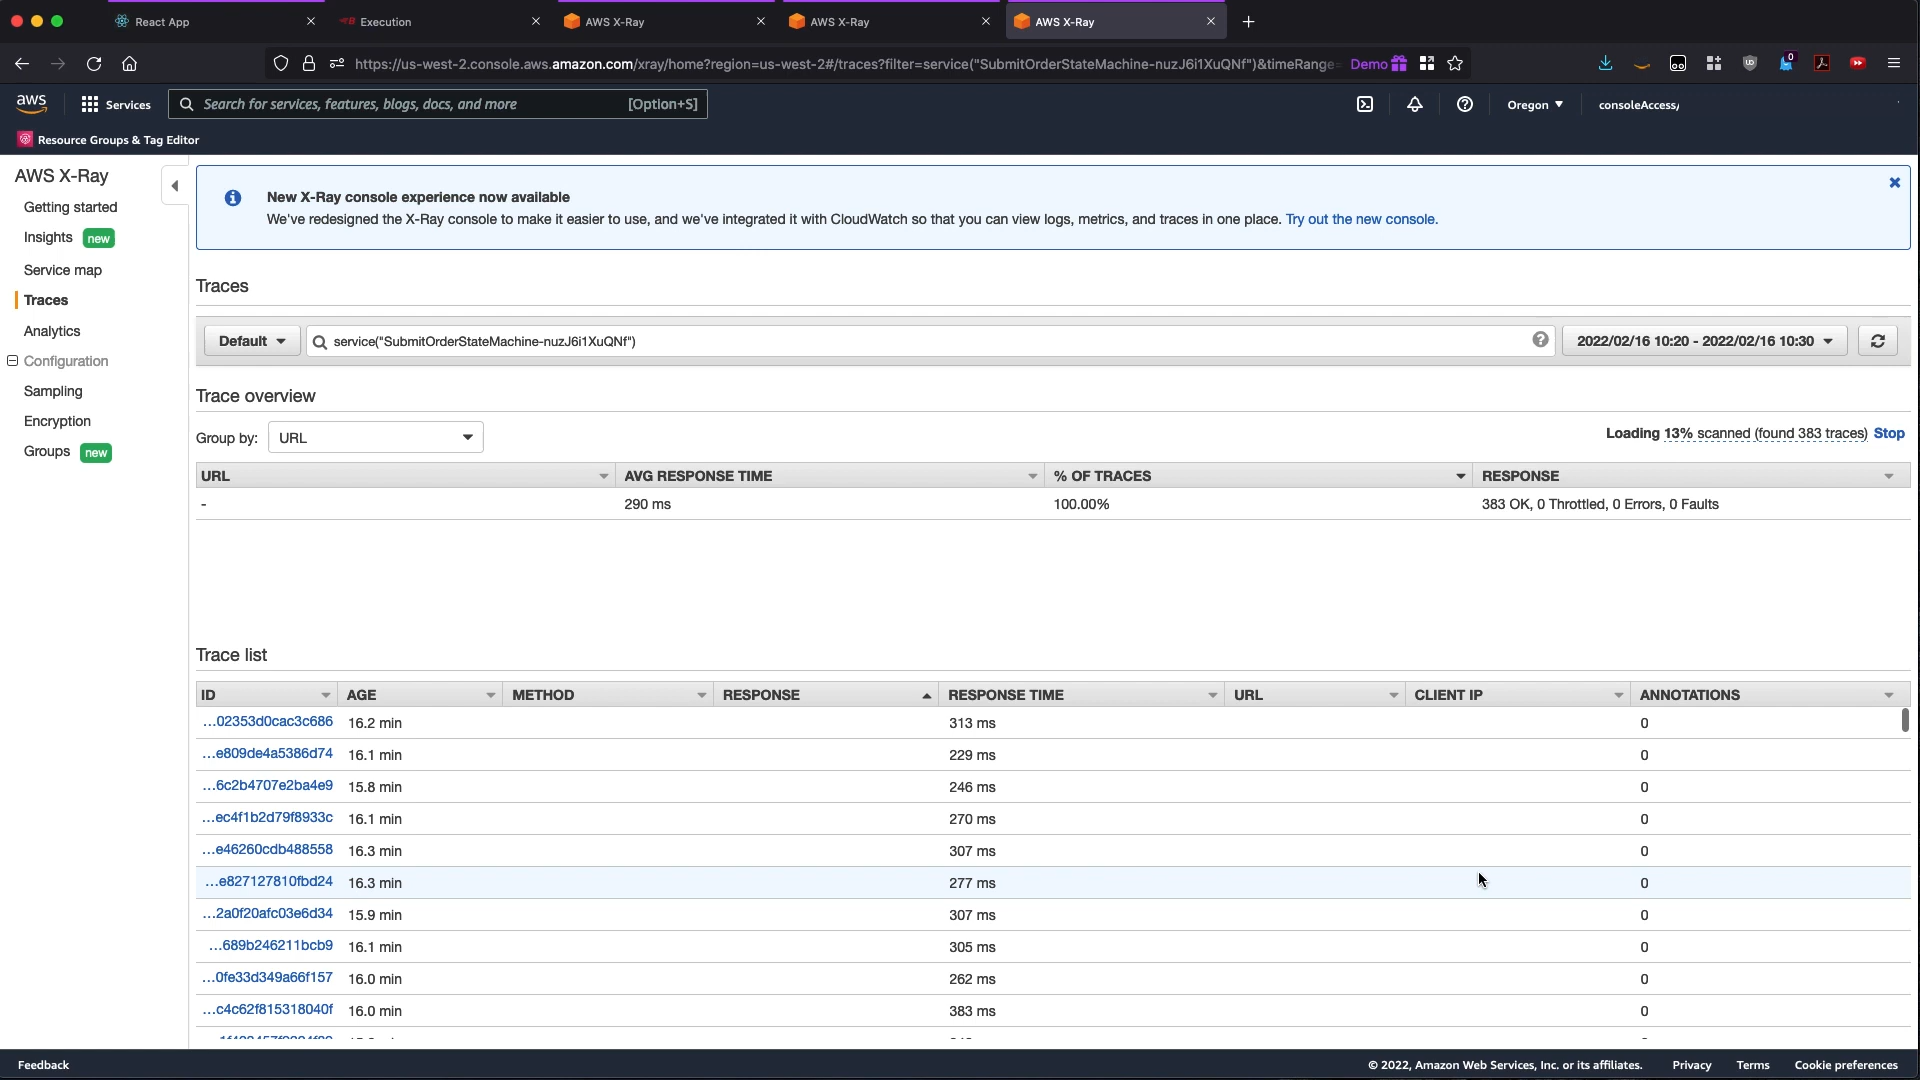 React App
Execution
AWS X-Ray
AWS X-Ray
AWS X-Ray
https://us-west-2.console.aws.amazon.com/xray/home?region=us-west-2#/traces?filter=service("SubmitOrderStateMachine-nuzJ6i1XuQNf")&timeRange=
Demo
0
aws
Services
Search for services, features, blogs, docs, and more
[Option+S]
Oregon
consoleAccess/
Resource Groups & Tag Editor
AWS X-Ray
Getting started
Insights new
Service map
Traces
Analytics
Configuration
Sampling
Encryption
Groups new
New X-Ray console experience now available
We've redesigned the X-Ray console to make it easier to use, and we've integrated it with CloudWatch so that you can view logs, metrics, and traces in one place. Try out the new console.
Traces
Default
service("SubmitOrderStateMachine-nuzJ6i1XuQNf")
2022/02/16 10:20 - 2022/02/16 10:30
Trace overview
Group by: URL
Loading 13% scanned (found 383 traces) Stop
URL AVG RESPONSE TIME % OF TRACES RESPONSE
- 290 ms 100.00% 383 OK, 0 Throttled, 0 Errors, 0 Faults
Trace list
ID AGE METHOD RESPONSE RESPONSE TIME URL CLIENT IP ANNOTATIONS
...02353d0cac3c686 16.2 min 313 ms 0
...e809de4a5386d74 16.1 min 229 ms 0
...6c2b4707e2ba4e9 15.8 min 246 ms 0
...ec4f1b2d79f8933c 16.1 min 270 ms 0
...e46260cdb488558 16.3 min 307 ms 0
...e827127810fbd24 16.3 min 277 ms 0
...2a0f20afc03e6d34 15.9 min 307 ms 0
...689b246211bcb9 16.1 min 305 ms 0
...0fe33d349a66f157 16.0 min 262 ms 0
...c4c62f815318040f 16.0 min 383 ms 0
Feedback
© 2022, Amazon Web Services, Inc. or its affiliates. Privacy Terms Cookie preferences